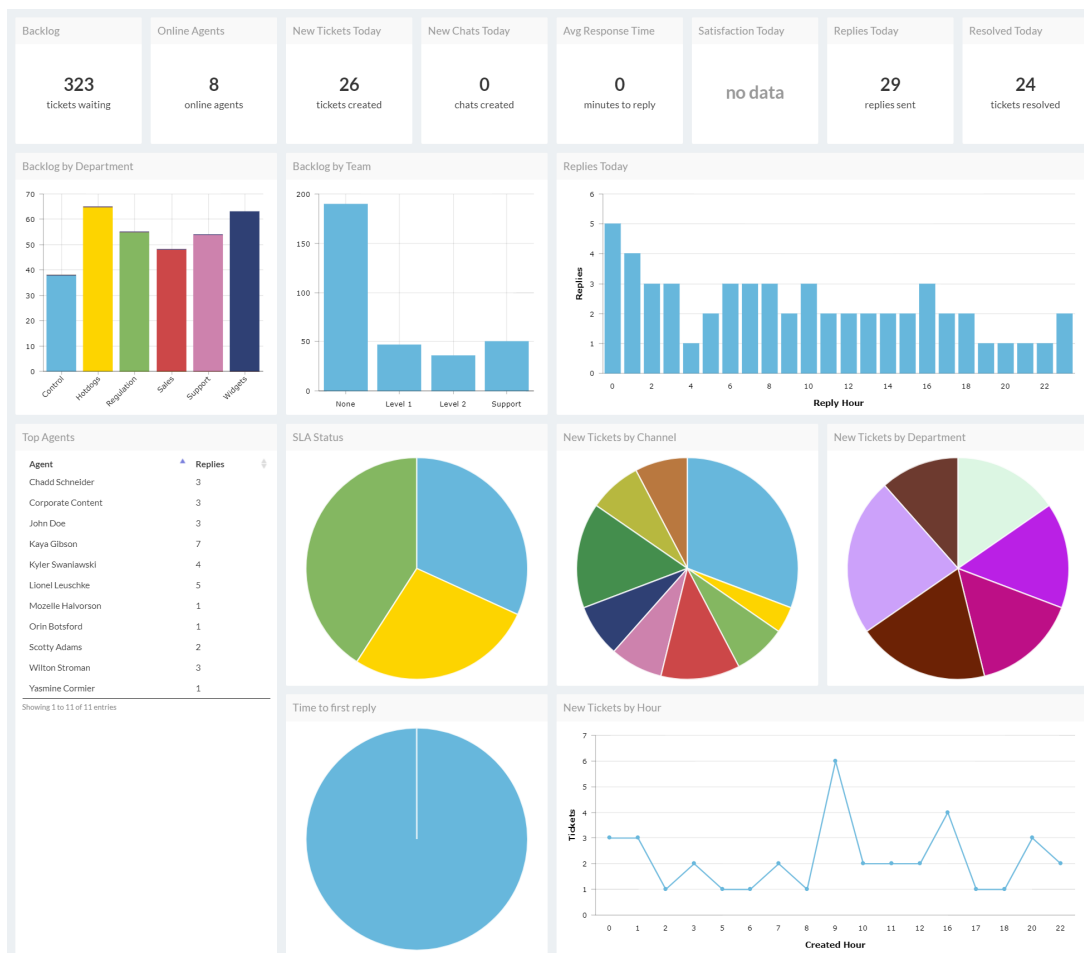 Backlog
323
tickets waiting
Online Agents
8
online agents
New Tickets Today
26
tickets created
New Chats Today
0
chats created
Avg Response Time
0
minutes to reply
Satisfaction Today
no data
Replies Today
29
replies sent
Resolved Today
24
tickets resolved
Backlog by Department
70
60
50
40
30
20
10
0
Control
Hotdogs
Regulation
Sales
Support
Widgets
Backlog by Team
200
150
100
50
0
None Level 1 Level 2 Support
Replies Today
6
5
4
3
2
1
0
Replies
0 2 4 6 8 10 12 14 16 18 20 22
Reply Hour
Top Agents
Agent Replies
Chadd Schneider 3
Corporate Content 3
John Doe 3
Kaya Gibson 7
Kyler Swaniawski 4
Lionel Leuschke 5
Mozelle Halvorson 1
Orin Botsford 1
Scotty Adams 2
Wilton Stroman 3
Yasmine Cormier 1
Showing 1 to 11 of 11 entries
SLA Status
New Tickets by Channel
New Tickets by Department
Time to first reply
New Tickets by Hour
7
6
5
4
3
2
1
0
Tickets
0 1 2 3 5 6 7 8 9 10 11 12 16 17 18 20 22
Created Hour